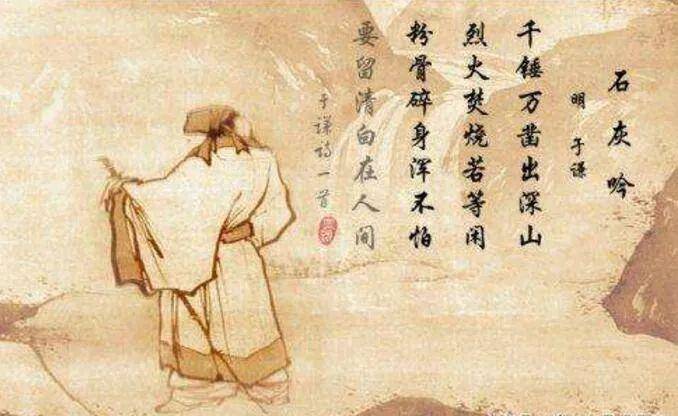 石灰吟
明 于谦
千锤万凿出深山
烈火焚烧若等闲
粉骨碎身浑不怕
要留清白在人间
于谦诗一首